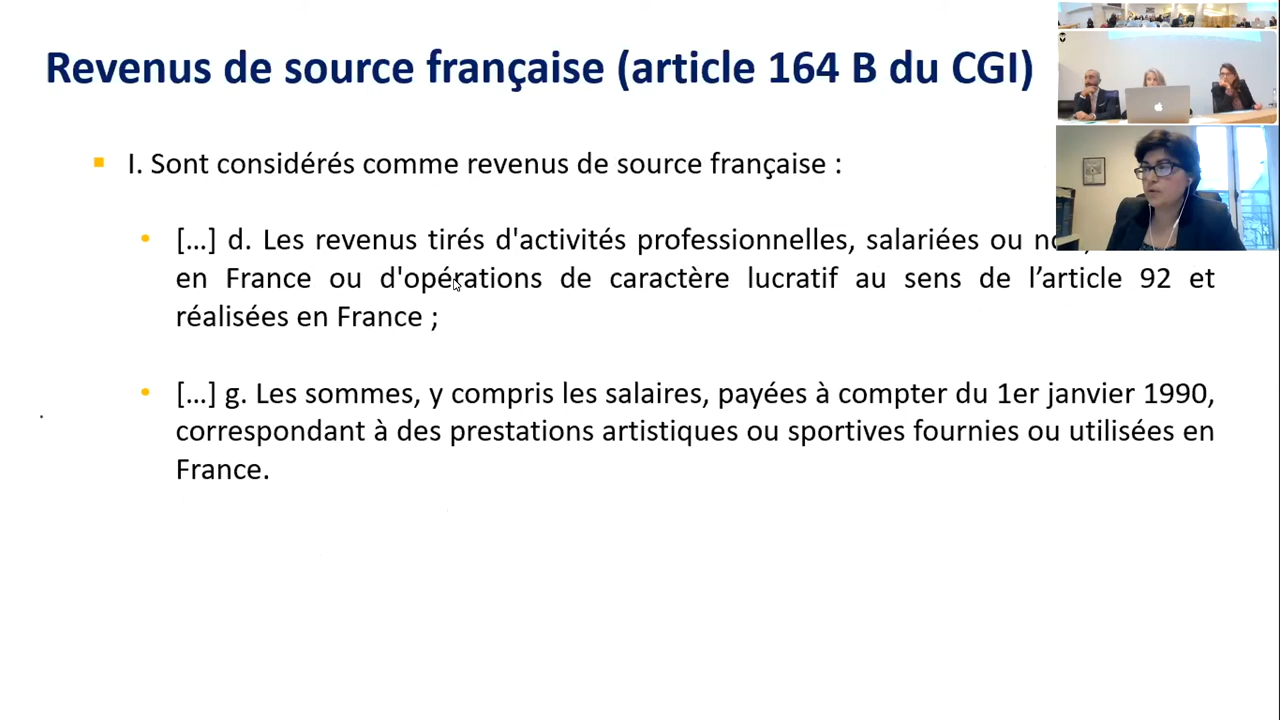 Revenus de source française (article 164 B du CGI)
I. Sont considérés comme revenus de source française :
[...] d. Les revenus tirés d'activités professionnelles, salariées ou
en France ou d'opérations de caractère lucratif au sens de l’article 92 et
réalisées en France ;
[...] g. Les sommes, y compris les salaires, payées à compter du 1er janvier 1990,
correspondant à des prestations artistiques ou sportives fournies ou utilisées en
France.